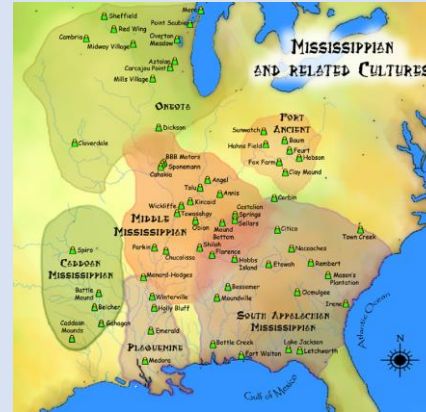 MISSISSIPPIAN
AND RELATED CULTURES
Sheffield
Mero
Red Wing
Point Sauble
Cambria
Overton
Meadow
Midway Village
Aztalan
Carcajou Point
Mills Village
ONEOTA
Dickson
Cloverdale
FORT
ANCIENT
Sunwatch
Baum
Hahns Field
Feurt
Fox Farm
Hobson
Clay Mound
BBB Motors
Sponemann
Cahokia
Angel
Tolu
Annis
Corbin
Kincaid
Wickliffe
Towosahgy
Castalian
Springs
Sellars
Obion
Mound
Bottom
MIDDLE
MISSISSIPPIAN
Citico
Town Creek
Parkin
Shiloh
Chucalissa
Florence
Hobbs
Island
Nacoochee
Etowah
Rembert
CADDOAN
MISSISSIPPIAN
Spiro
Menard-Hodges
Mason's
Plantation
Battle
Mound
Belcher
Winterville
Bessemer
Moundville
Ocmulgee
Irene
Holly Bluff
Caddoan
Mounds
Gahagan
Emerald
SOUTH APPALACHIAN
MISSISSIPPIAN
PLAQUEMINE
Medora
Bottle Creek
Fort Walton
Lake Jackson
Letchworth
Atlantic Ocean
Gulf of Mexico